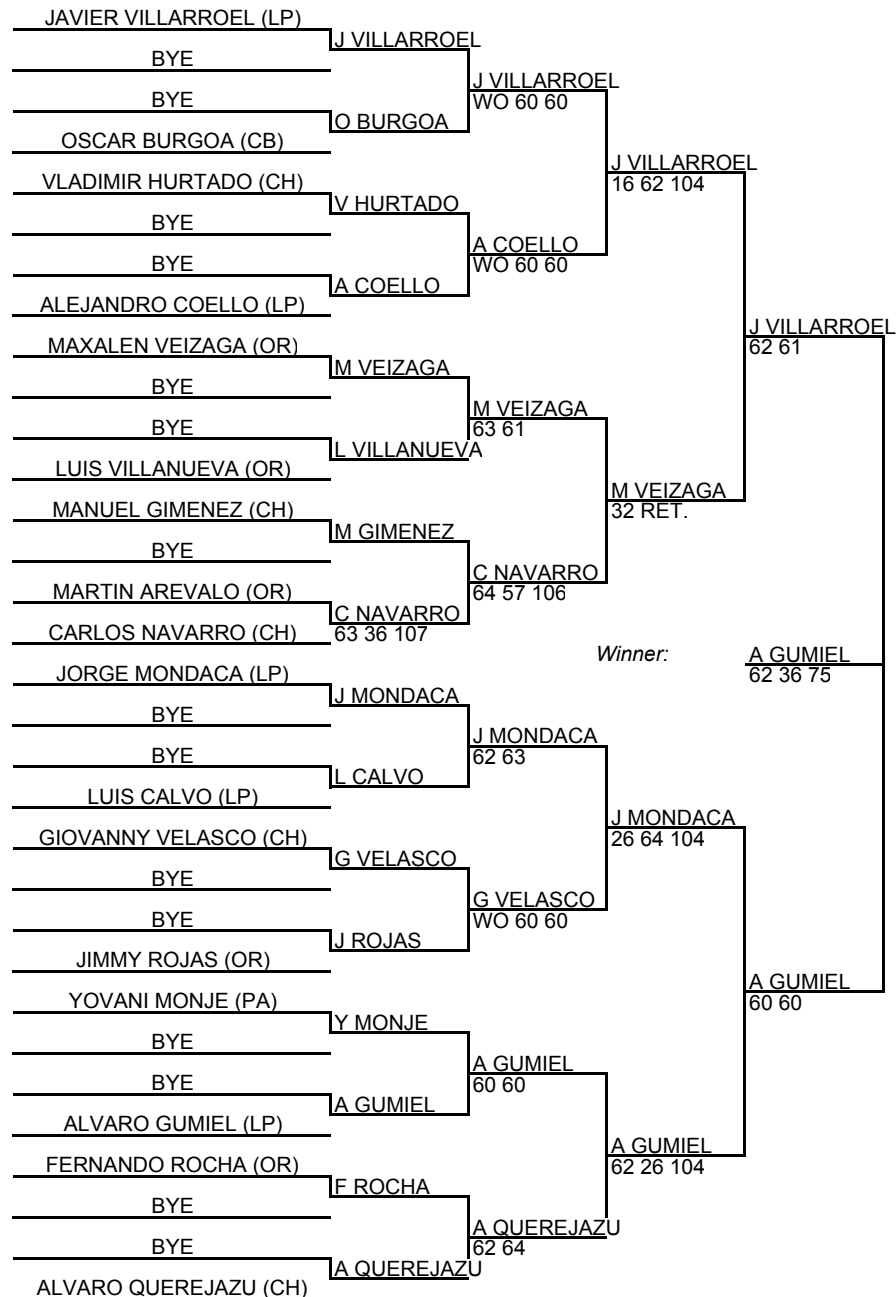 JAVIER VILLARROEL (LP)
J VILLARROEL
BYE
J VILLARROEL
WO 60 60
BYE
O BURGOA
OSCAR BURGOA (CB)
J VILLARROEL
16 62 104
VLADIMIR HURTADO (CH)
V HURTADO
BYE
A COELLO
WO 60 60
BYE
A COELLO
ALEJANDRO COELLO (LP)
J VILLARROEL
62 61
MAXALEN VEIZAGA (OR)
M VEIZAGA
BYE
M VEIZAGA
63 61
BYE
L VILLANUEVA
LUIS VILLANUEVA (OR)
M VEIZAGA
32 RET.
MANUEL GIMENEZ (CH)
M GIMENEZ
BYE
C NAVARRO
64 57 106
MARTIN AREVALO (OR)
C NAVARRO
63 36 107
CARLOS NAVARRO (CH)
Winner:
A GUMIEL
62 36 75
JORGE MONDACA (LP)
J MONDACA
BYE
J MONDACA
62 63
BYE
L CALVO
LUIS CALVO (LP)
J MONDACA
26 64 104
GIOVANNY VELASCO (CH)
G VELASCO
BYE
G VELASCO
WO 60 60
BYE
J ROJAS
JIMMY ROJAS (OR)
A GUMIEL
60 60
YOVANI MONJE (PA)
Y MONJE
BYE
A GUMIEL
60 60
BYE
A GUMIEL
ALVARO GUMIEL (LP)
A GUMIEL
62 26 104
FERNANDO ROCHA (OR)
F ROCHA
BYE
A QUEREJAZU
62 64
BYE
A QUEREJAZU
ALVARO QUEREJAZU (CH)